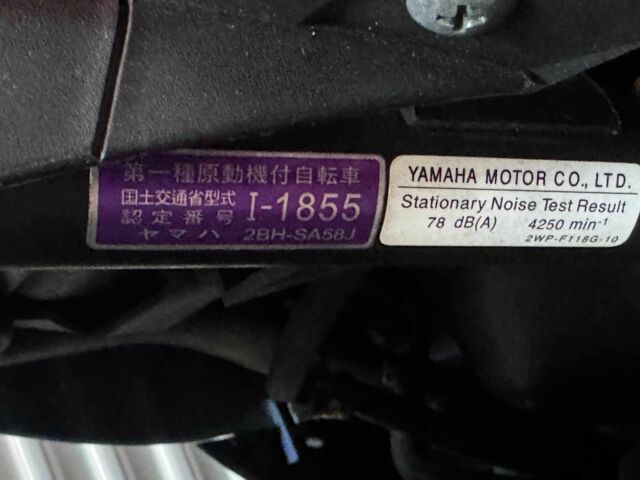 第一種原動機付自転車
国土交通省型式
認定番号 I-1855
ヤマハ 2BH-SA58J
YAMAHA MOTOR CO., LTD.
Stationary Noise Test Result
78 dB(A) 4250 min⁻¹
2WP-F118G-10